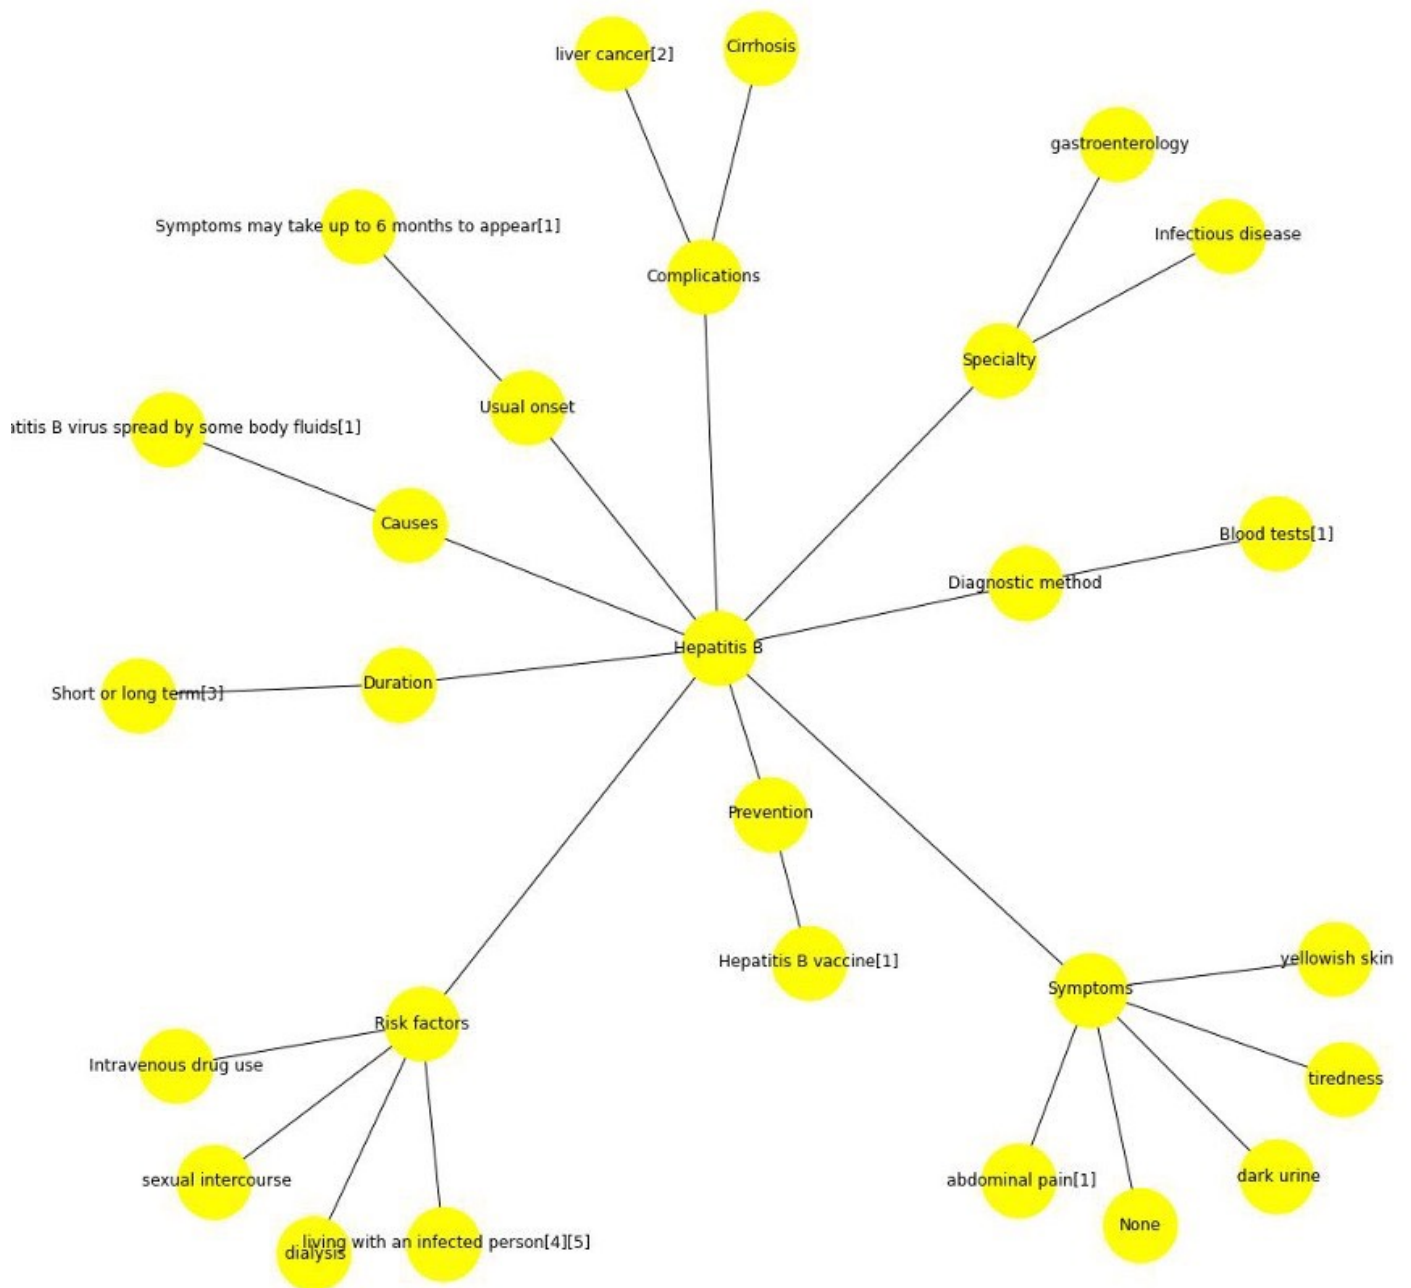 Cirrhosis
liver cancer[2]
gastroenterology
Symptoms may take up to 6 months to appear[1]
Infectious disease
Complications
Specialty
Usual onset
B virus spread by some body fluids[1]
Causes
Blood tests[1]
Diagnostic method
Hepatitis B
Duration
Short or long term[3]
Prevention
Hepatitis B vaccine[1]
yellowish skin
Symptoms
Risk factors
Intravenous drug use
tiredness
sexual intercourse
abdominal pain[1]
dark urine
None
living with an infected person[4][5]
dialysis